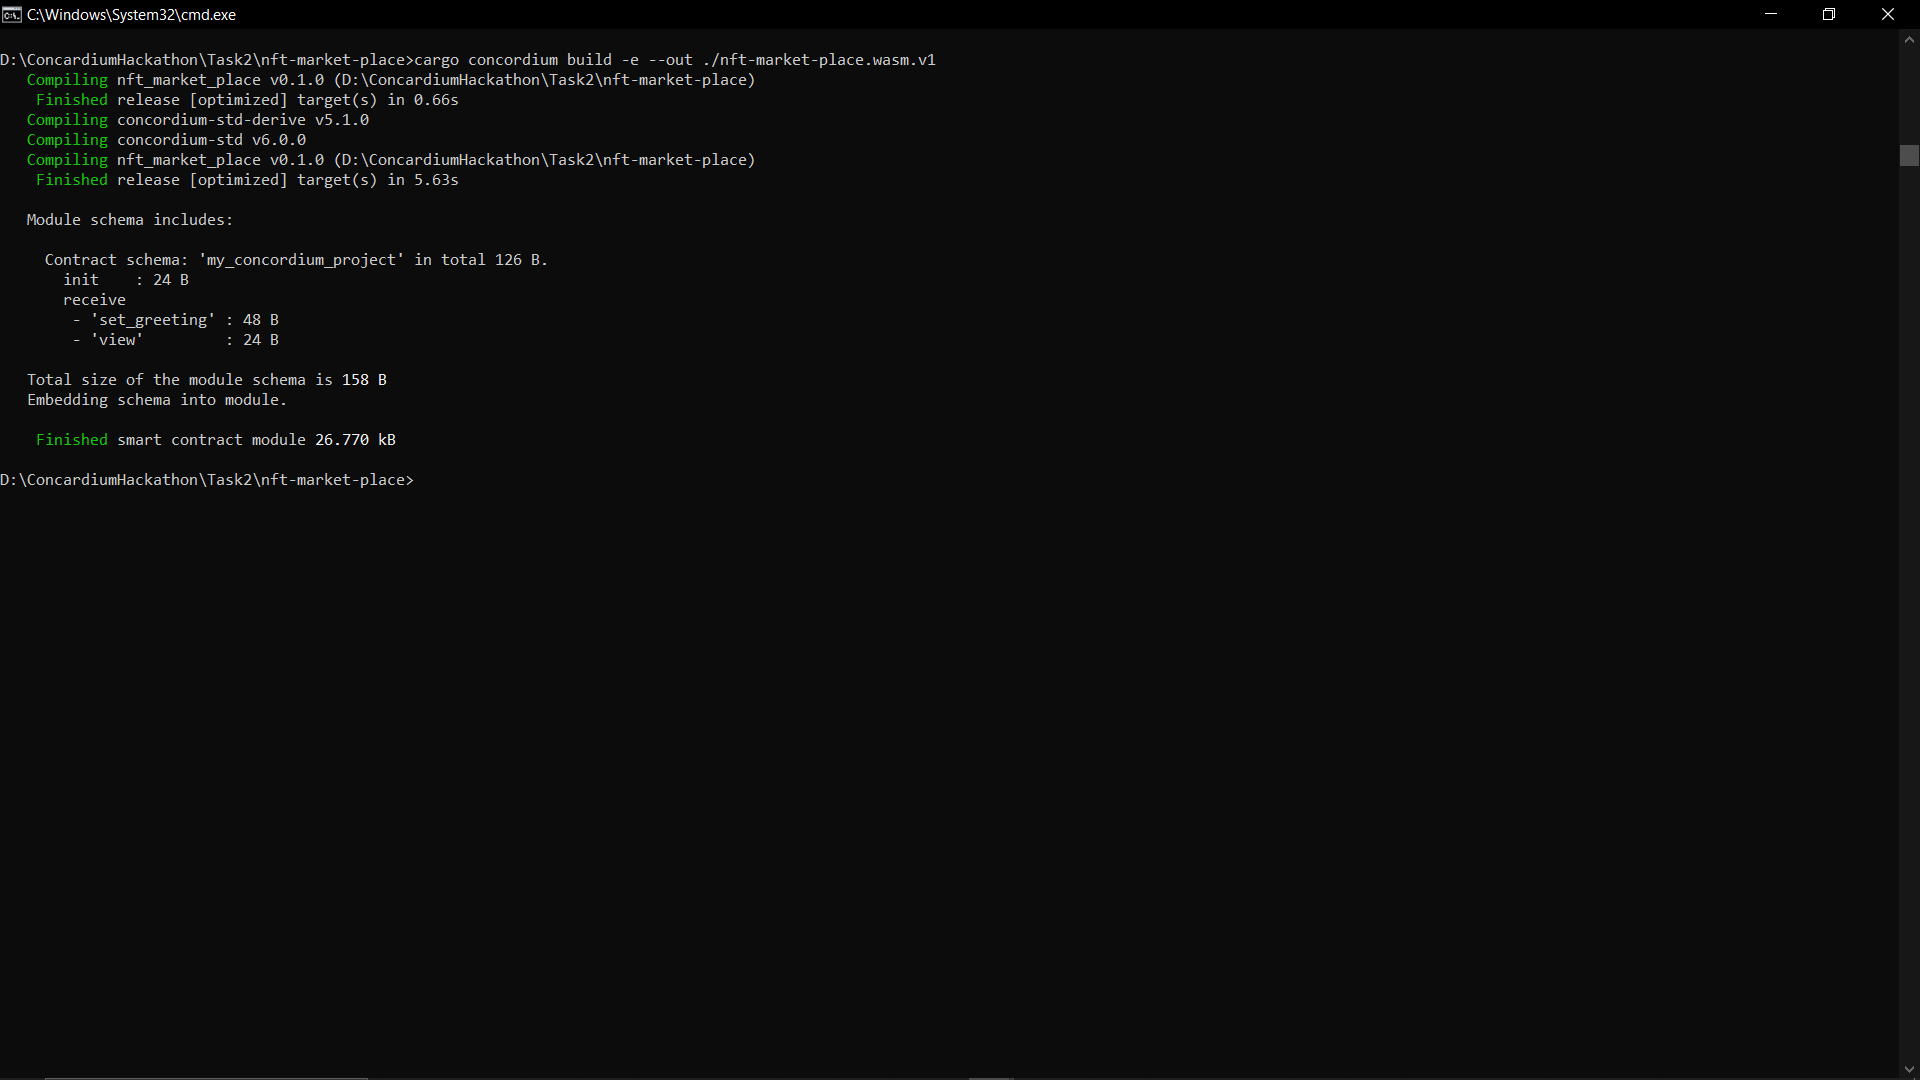 C:\Windows\System32\cmd.exe
D:\ConcardiumHackathon\Task2\nft-market-place>cargo concordium build -e --out ./nft-market-place.wasm.v1
Compiling nft_market_place v0.1.0 (D:\ConcardiumHackathon\Task2\nft-market-place)
Finished release [optimized] target(s) in 0.66s
Compiling concordium-std-derive v5.1.0
Compiling concordium-std v6.0.0
Compiling nft_market_place v0.1.0 (D:\ConcardiumHackathon\Task2\nft-market-place)
Finished release [optimized] target(s) in 5.63s
Module schema includes:
Contract schema: 'my_concordium_project' in total 126 B.
init    : 24 B
receive
- 'set_greeting' : 48 B
- 'view'         : 24 B
Total size of the module schema is 158 B
Embedding schema into module.
Finished smart contract module 26.770 kB
D:\ConcardiumHackathon\Task2\nft-market-place>